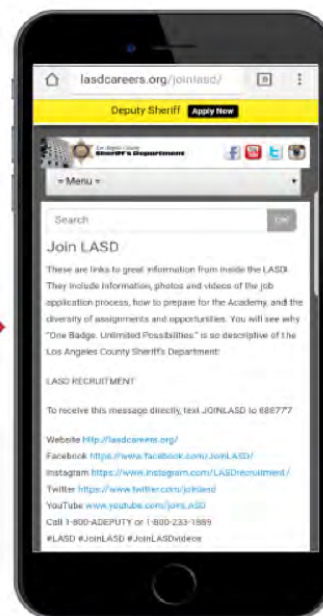 lasdcareers.org/joinlasd/
Deputy Sheriff Apply Now
Los Angeles County
Sheriff's Department
= Menu =
Search
Join LASD
These are links to great information from inside the LASD!
They include information, photos and videos of the job
application process, how to prepare for the Academy, and the
diversity of assignments and opportunities. You will see why
"One Badge. Unlimited Possibilities." is so descriptive of the
Los Angeles County Sheriff's Department:
LASD RECRUITMENT
To receive this message directly, text JOINLASD to 888777
Website http://lasdcareers.org/
Facebook https://www.facebook.com/JoinLASD/
Instagram https://www.instagram.com/LASDrecruitment/
Twitter https://www.twitter.com/joinlasd
YouTube www.youtube.com/joinLASD
Call 1-800-ADEPUTY or 1-800-233-7889
#LASD #JoinLASD #JoinLASDvideos